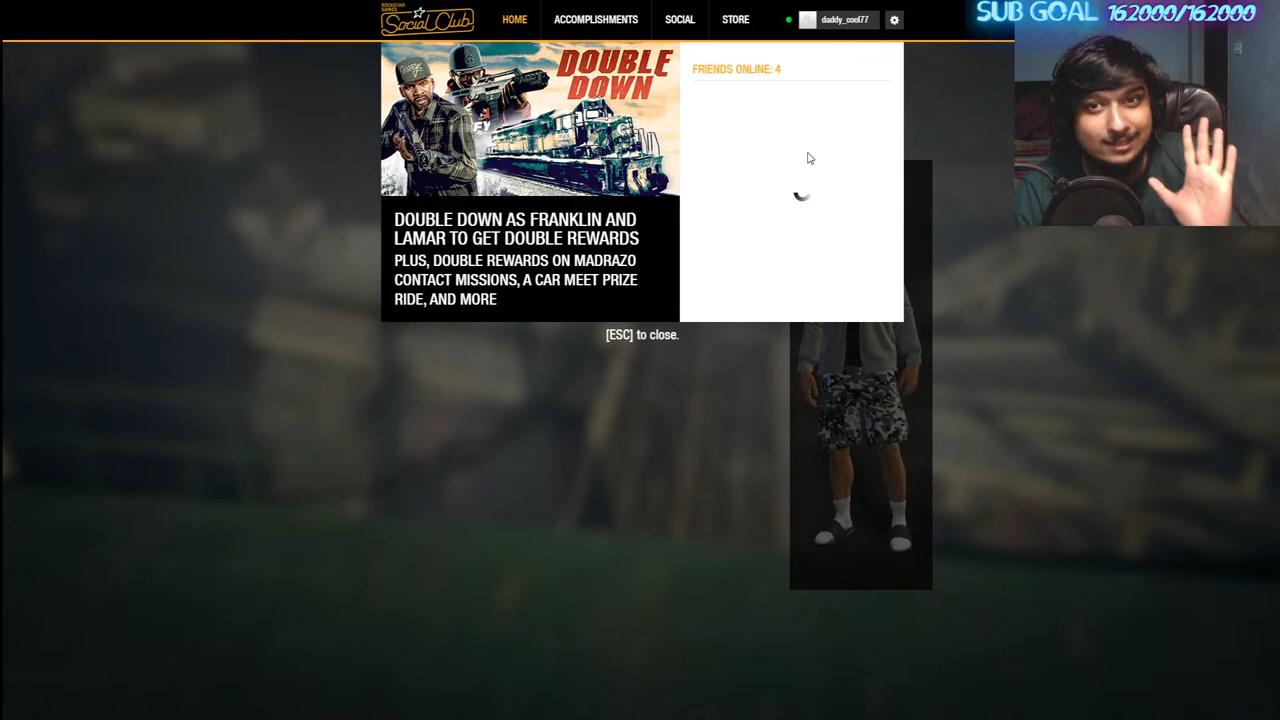 SUB GOAL 162000/162000
ROCKSTAR
GAMES
Social Club
HOME ACCOMPLISHMENTS SOCIAL STORE daddy_cool77
DOUBLE
DOWN
FRIENDS ONLINE: 4
DOUBLE DOWN AS FRANKLIN AND
LAMAR TO GET DOUBLE REWARDS
PLUS, DOUBLE REWARDS ON MADRAZO
CONTACT MISSIONS, A CAR MEET PRIZE
RIDE, AND MORE
[ESC] to close.